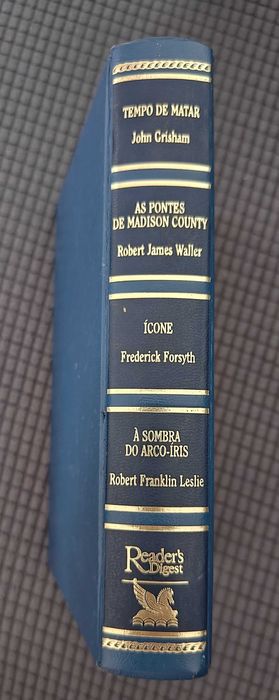 TEMPO DE MATAR
John Grisham
AS PONTES
DE MADISON COUNTY
Robert James Waller
ÍCONE
Frederick Forsyth
À SOMBRA
DO ARCO-ÍRIS
Robert Franklin Leslie
Reader's
Digest